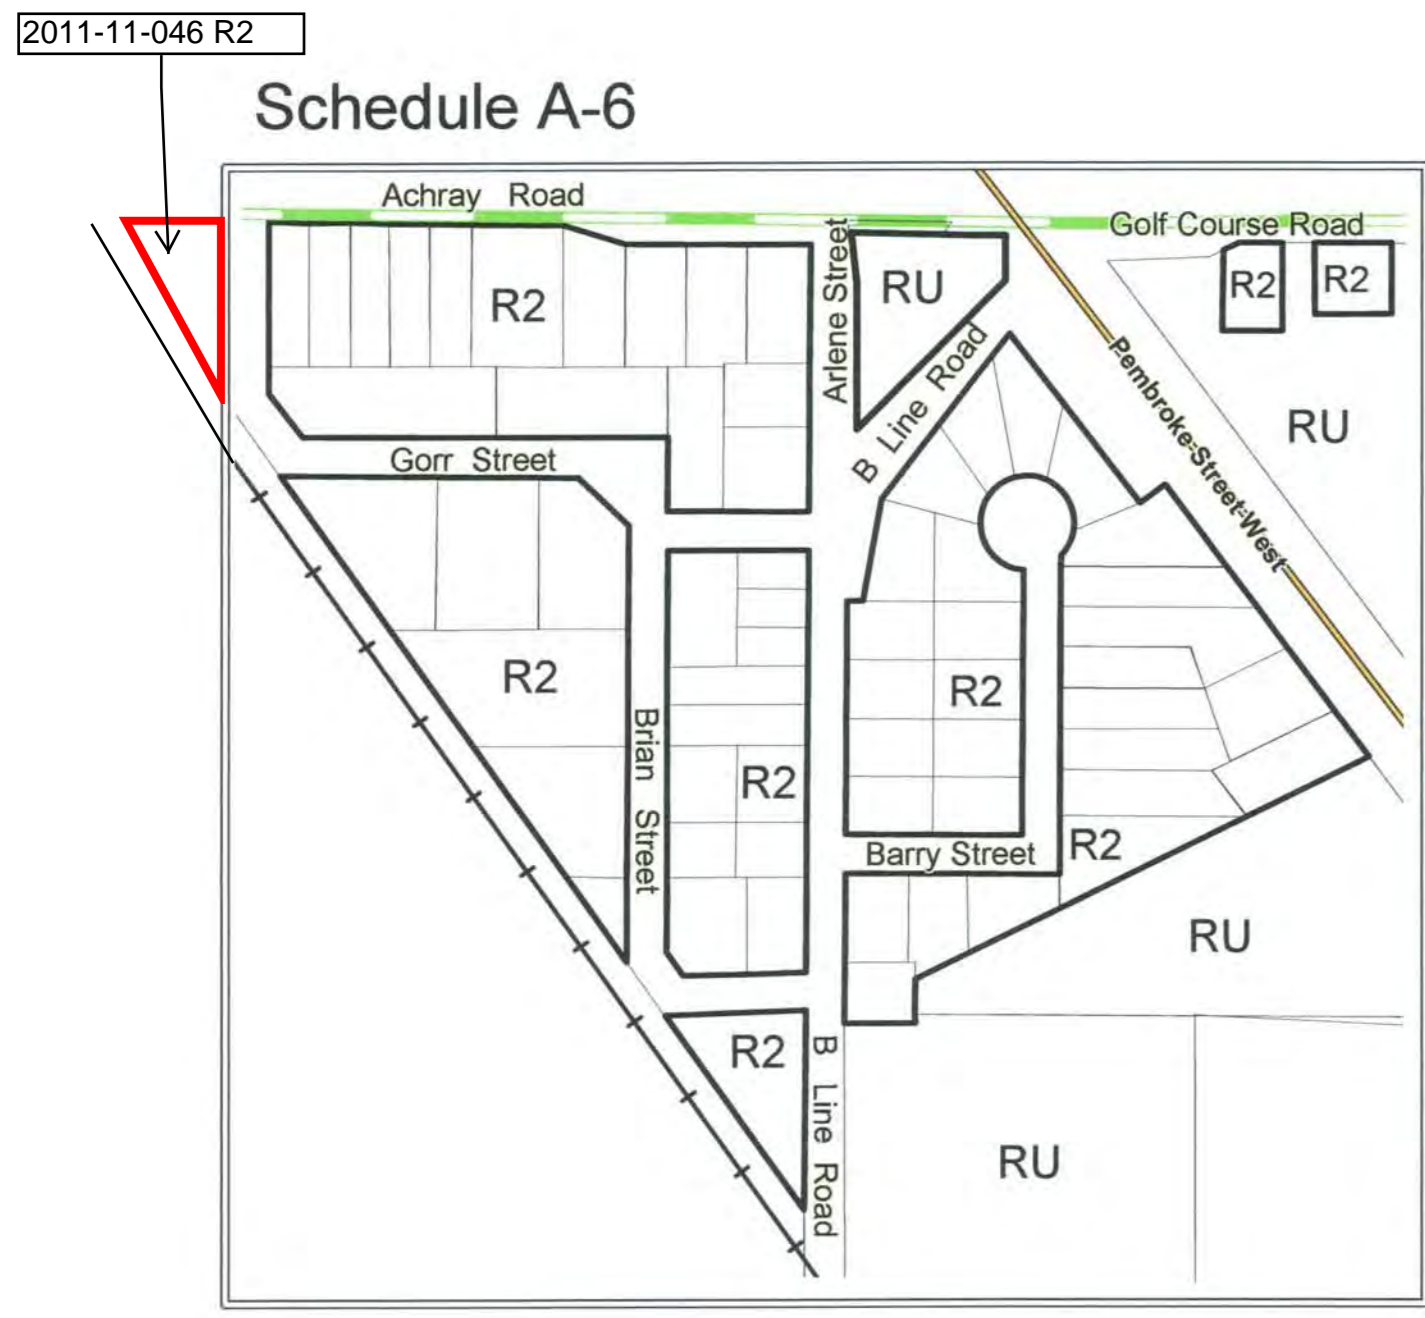 2011-11-046 R2
Schedule A-6
Achray Road
Golf Course Road
Arlene Street
RU
R2
R2
R2
B Line Road
Pembroke-Street-West
RU
Gorr Street
R2
R2
Brian Street
R2
Barry Street
R2
RU
R2
B Line Road
RU